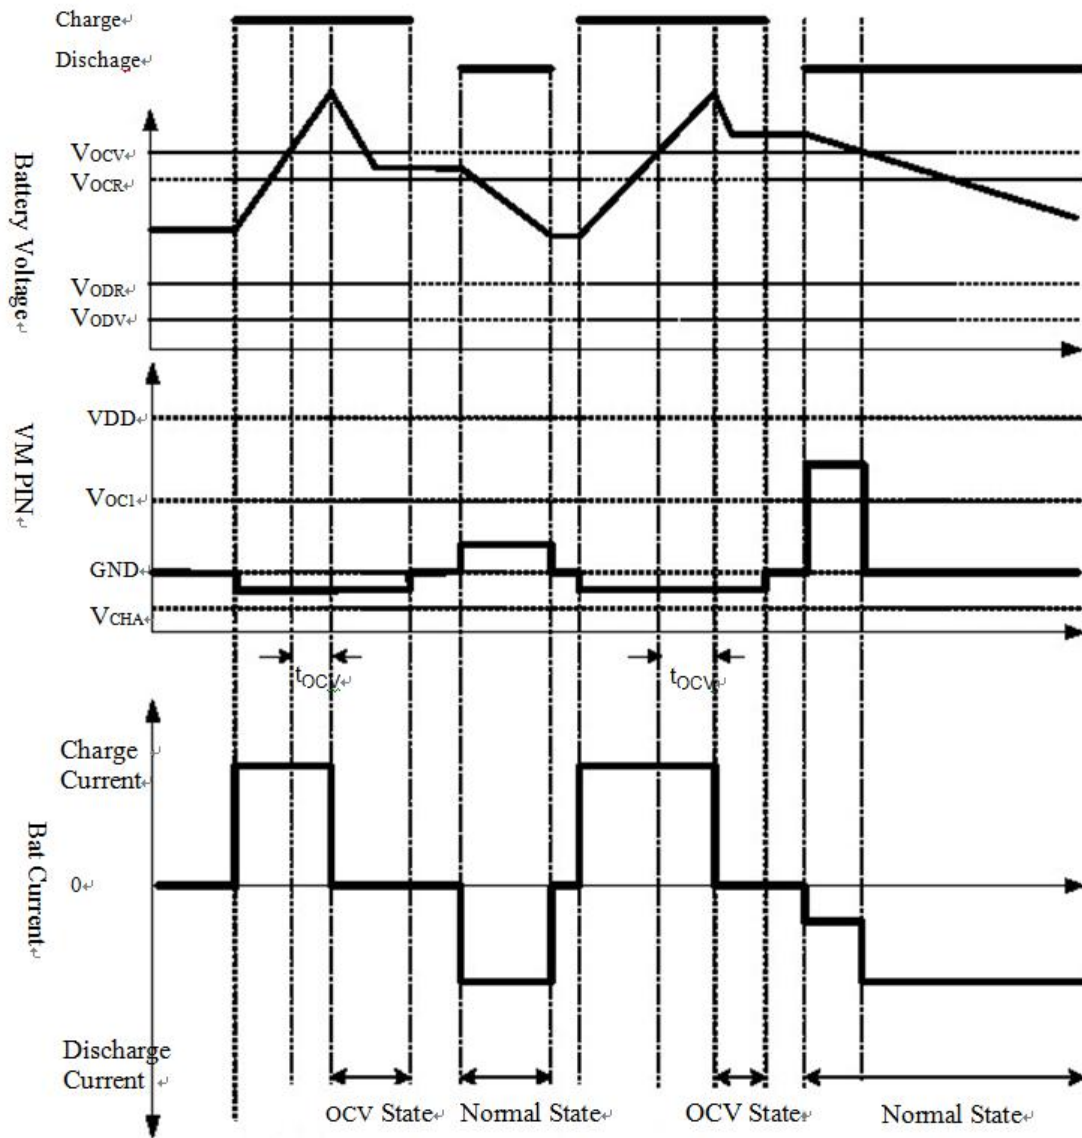 Charge
Dischage
Battery Voltage
VOCV
VOCR
VODR
VODV
VM PIN
VDD
VOC1
GND
VCHA
tOCV
tOCV
Bat Current
Charge
Current
0
Discharge
Current
OCV State
Normal State
OCV State
Normal State